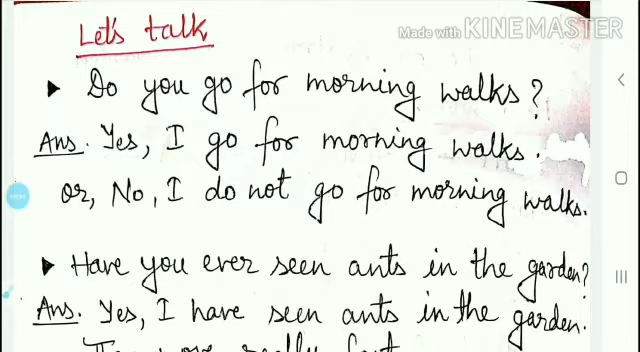 Made with KINEMASTER
Let's talk
▸ Do you go for morning walks?
Ans. Yes, I go for morning walks.
or, No, I do not go for morning walks.
▸ Have you ever seen ants in the garden?
Ans. Yes, I have seen ants in the garden.